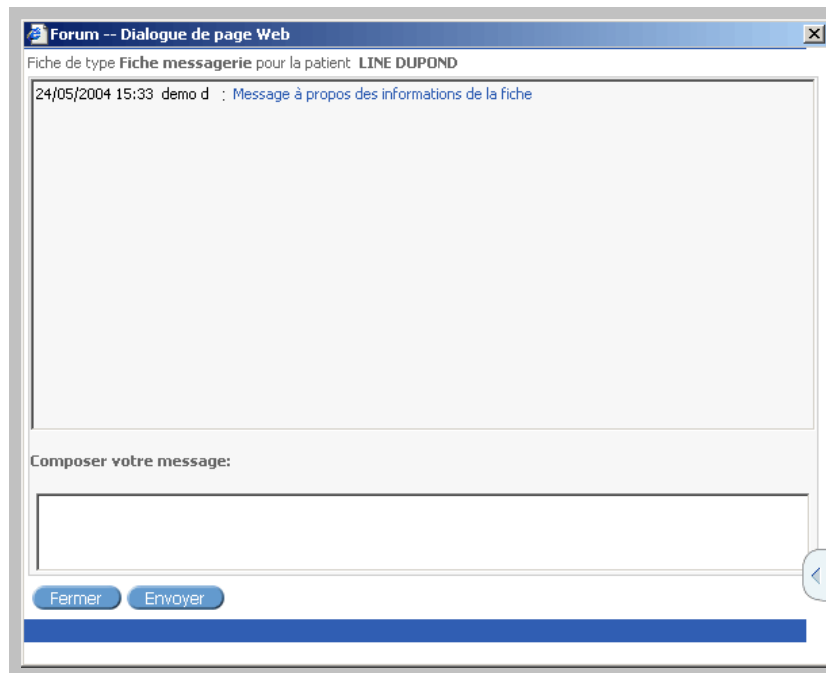 Forum -- Dialogue de page Web
Fiche de type Fiche messagerie pour la patient LINE DUPOND
24/05/2004 15:33 demo d : Message à propos des informations de la fiche
Composer votre message:
Fermer Envoyer